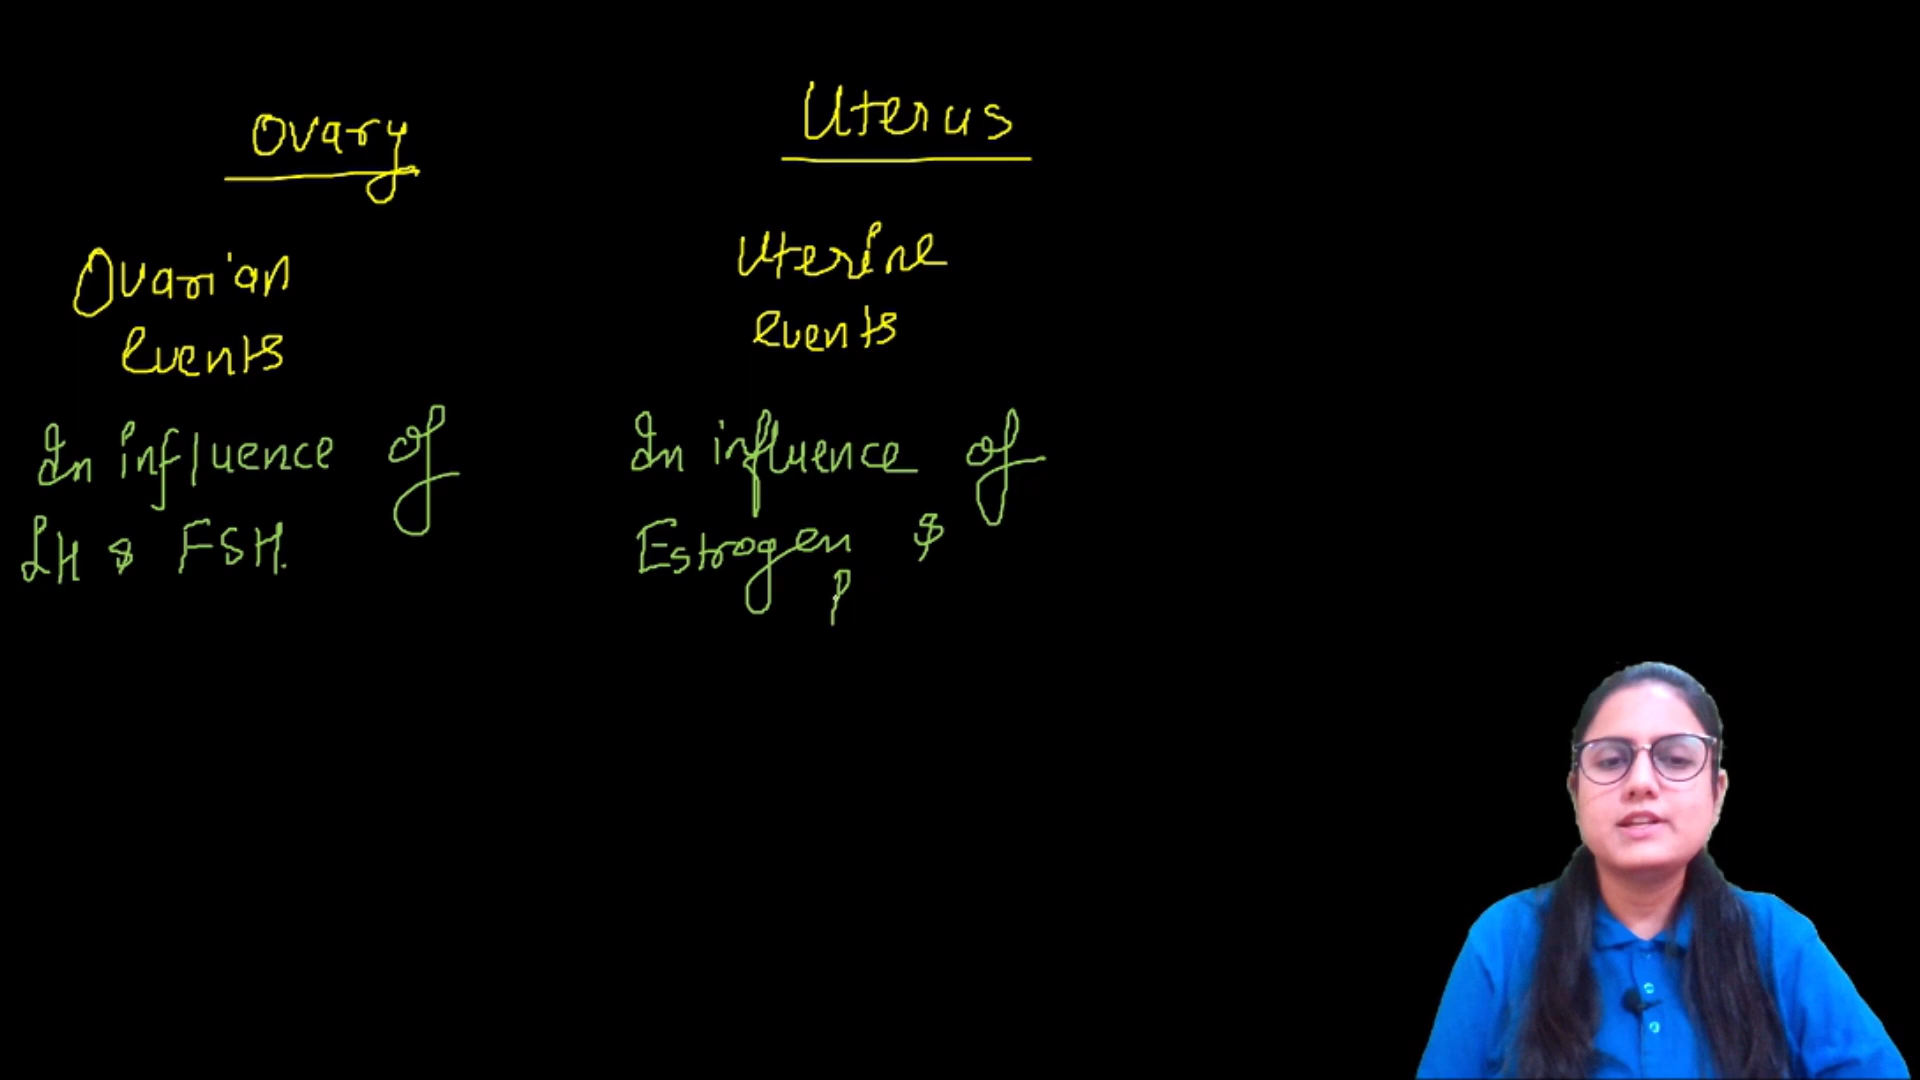 Ovary
Ovarian
events
In influence of
LH & FSH.
Uterus
Uterine
events
In influence of
Estrogen &
P